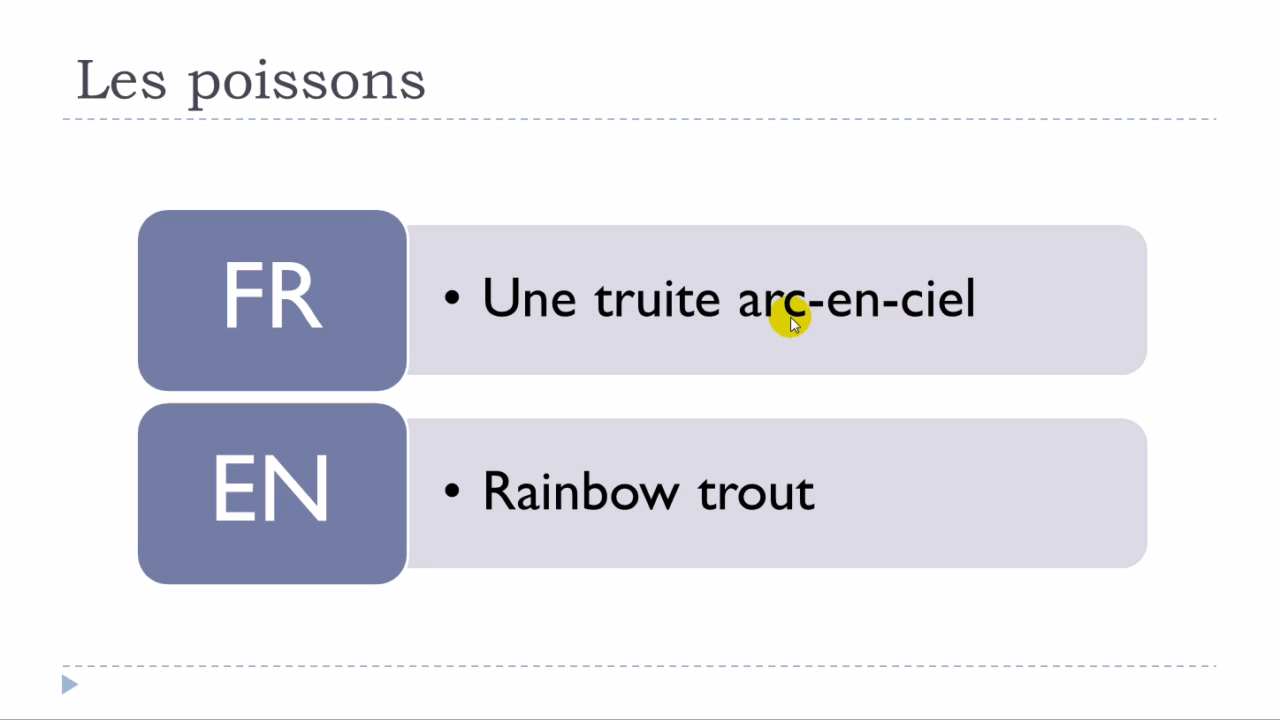 Les poissons
FR
• Une truite arc-en-ciel
EN
• Rainbow trout